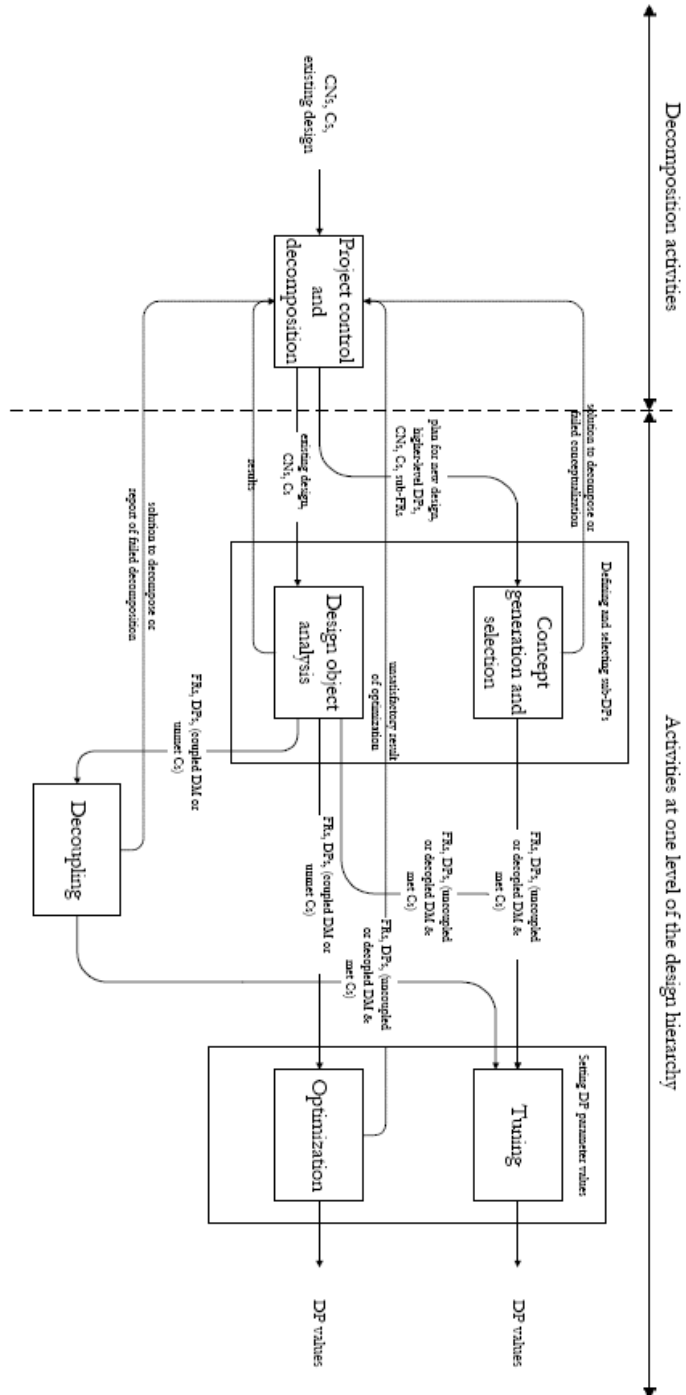 Decomposition activities
Activities at one level of the design hierarchy
CNs, Cs,
existing design
Project control
and
decomposition
solution to decompose or
failed conceptualization
plan for new design,
higher-level DPs,
CNs, Cs, sub-FRs
existing design,
CNs, Cs
results
solution to decompose or
report of failed decomposition
Defining and selecting sub-DPs
Concept
generation and
selection
Design object
analysis
unsatisfactory result
of optimization
FRs, DPs, (coupled DM or
unmet Cs)
Decoupling
FRs, DPs, (uncoupled
or decopled DM &
met Cs)
FRs, DPs, (uncoupled
or decopled DM &
met Cs)
FRs, DPs, (coupled DM or
unmet Cs)
FRs, DPs, (uncoupled
or decopled DM &
met Cs)
Setting DP parameter values
Tuning
Optimization
DP values
DP values